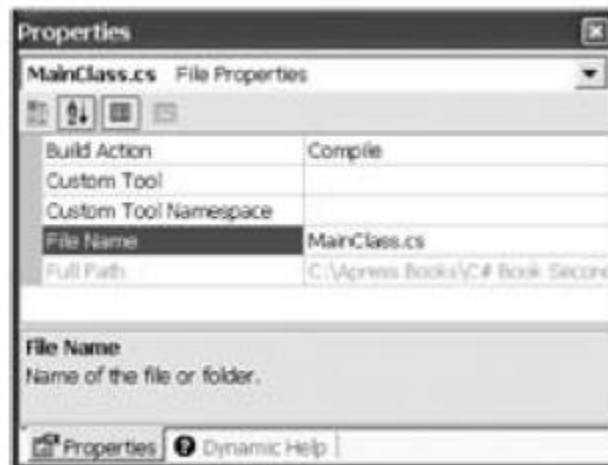 Properties
MainClass.cs File Properties
Build Action Compile
Custom Tool
Custom Tool Namespace
File Name MainClass.cs
Full Path C:\Apress Books\C# Book Second
File Name
Name of the file or folder.
Properties Dynamic Help